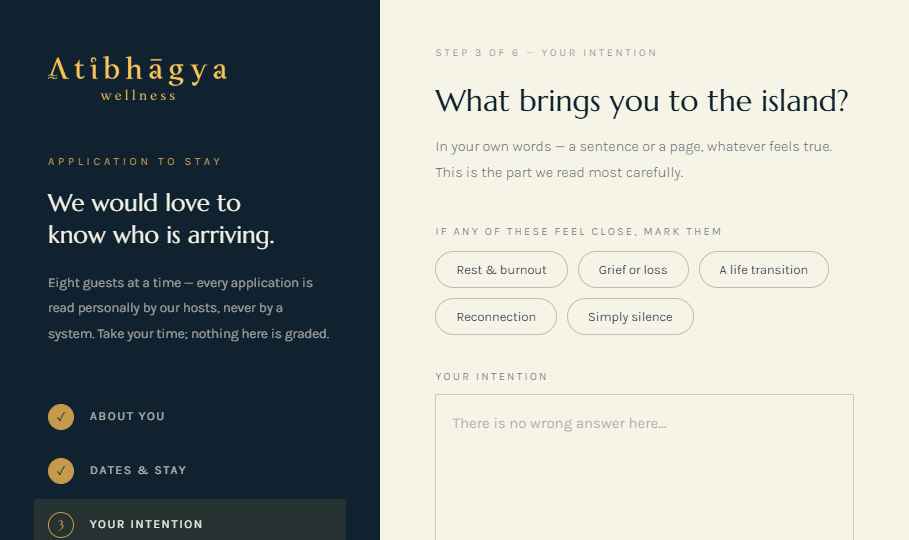 Atibhāgya
wellness
APPLICATION TO STAY
We would love to
know who is arriving.
Eight guests at a time — every application is
read personally by our hosts, never by a
system. Take your time; nothing here is graded.
✓ ABOUT YOU
✓ DATES & STAY
3 YOUR INTENTION
STEP 3 OF 6 — YOUR INTENTION
What brings you to the island?
In your own words — a sentence or a page, whatever feels true.
This is the part we read most carefully.
IF ANY OF THESE FEEL CLOSE, MARK THEM
Rest & burnout Grief or loss A life transition
Reconnection Simply silence
YOUR INTENTION
There is no wrong answer here...